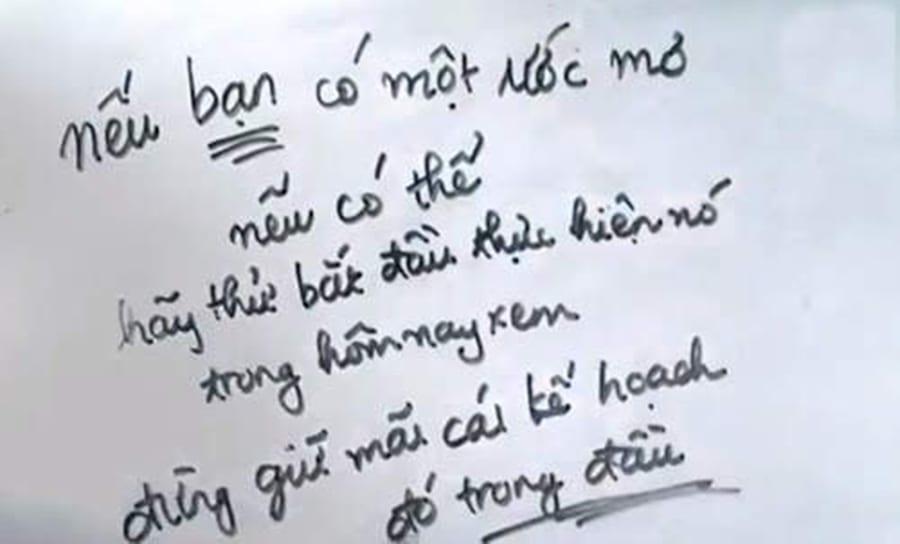 nếu bạn có một ước mơ
nếu có thể
hãy thử bắt đầu thực hiện nó
trong hôm nay xem
đừng giữ mãi cái kế hoạch
đó trong đầu